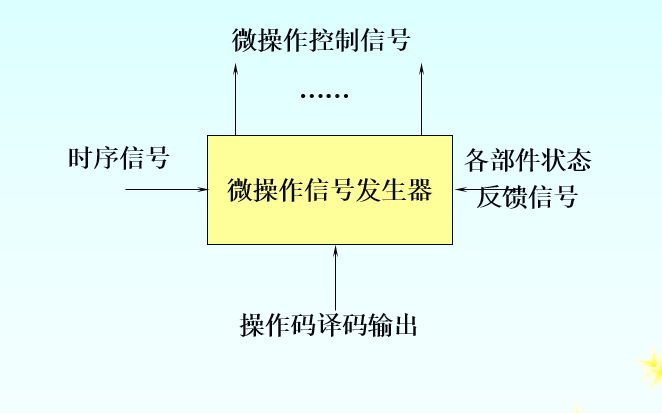 微操作控制信号
……
时序信号
各部件状态
微操作信号发生器
反馈信号
操作码译码输出